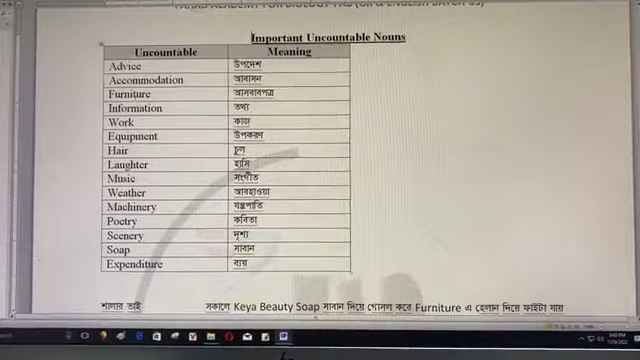 Important Uncountable Nouns
Uncountable Meaning
Advice উপদেশ
Accommodation আবাসন
Furniture আসবাবপত্র
Information তথ্য
Work কাজ
Equipment উপকরণ
Hair চুল
Laughter হাসি
Music সংগীত
Weather আবহাওয়া
Machinery যন্ত্রপাতি
Poetry কবিতা
Scenery দৃশ্য
Soap সাবান
Expenditure ব্যয়
শালার ভাই সকালে Keya Beauty Soap সাবান দিয়ে গোসল করে Furniture এ হেলান দিয়ে ফাইটা যায়